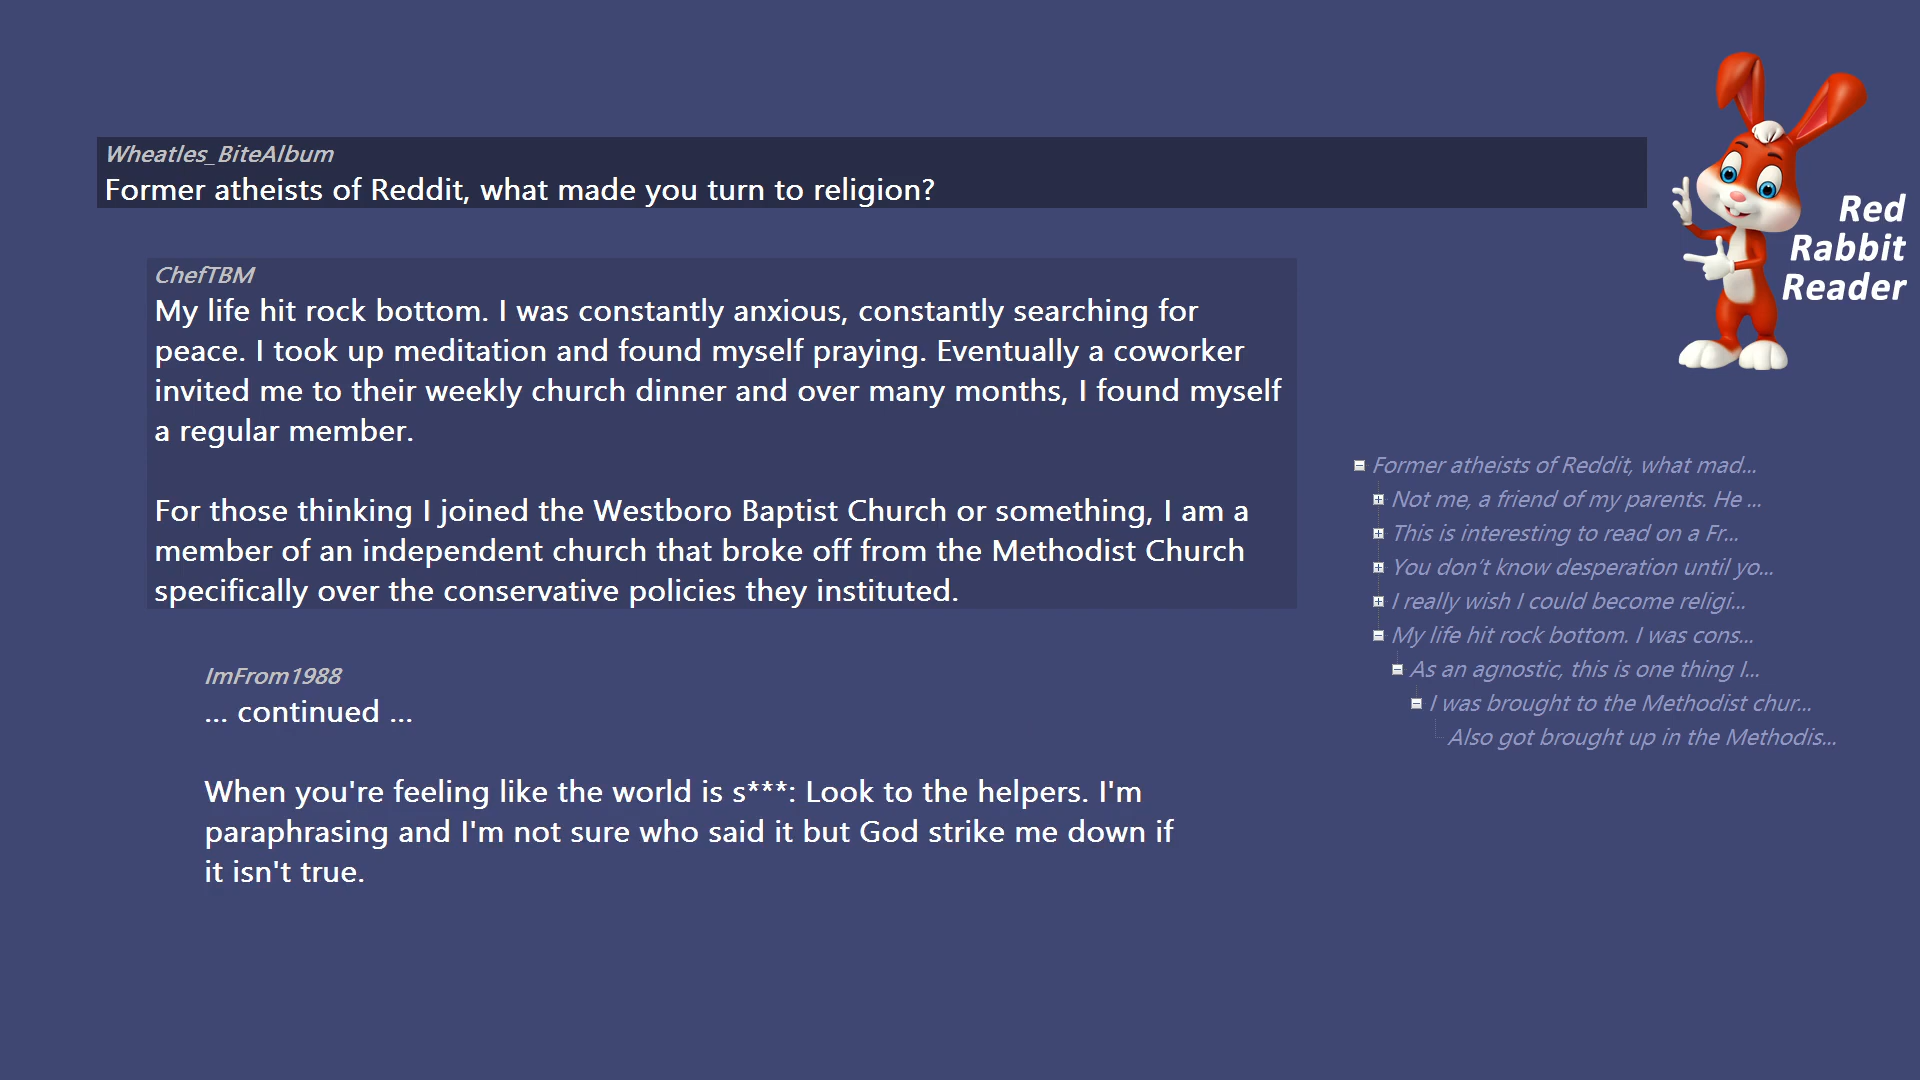 Wheatles_BiteAlbum
Former atheists of Reddit, what made you turn to religion?
ChefTBM
My life hit rock bottom. I was constantly anxious, constantly searching for
peace. I took up meditation and found myself praying. Eventually a coworker
invited me to their weekly church dinner and over many months, I found myself
a regular member.
For those thinking I joined the Westboro Baptist Church or something, I am a
member of an independent church that broke off from the Methodist Church
specifically over the conservative policies they instituted.
ImFrom1988
... continued ...
When you're feeling like the world is s***: Look to the helpers. I'm
paraphrasing and I'm not sure who said it but God strike me down if
it isn't true.
Red
Rabbit
Reader
Former atheists of Reddit, what mad...
Not me, a friend of my parents. He ...
This is interesting to read on a Fr...
You don’t know desperation until yo...
I really wish I could become religi...
My life hit rock bottom. I was cons...
As an agnostic, this is one thing I...
I was brought to the Methodist chur...
Also got brought up in the Methodis...